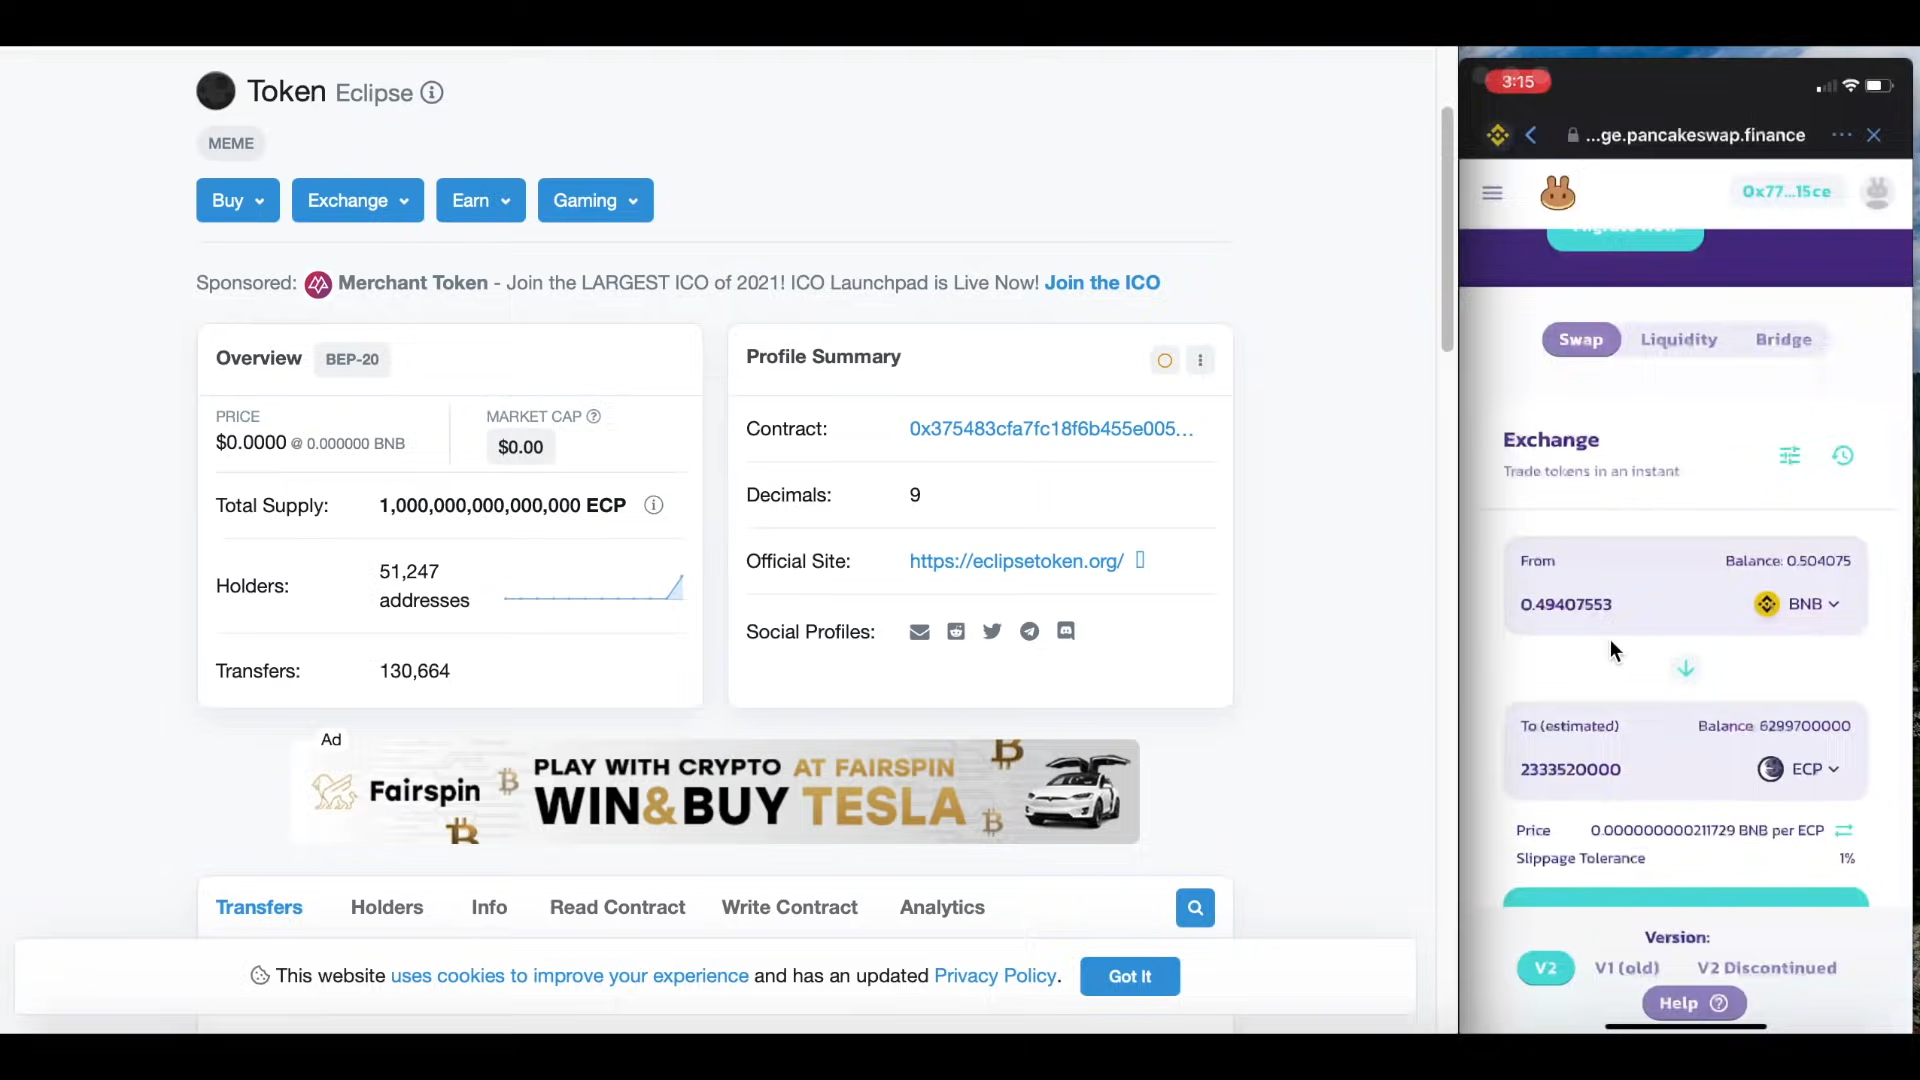 Token Eclipse
MEME
Buy
Exchange
Earn
Gaming
Sponsored: Merchant Token - Join the LARGEST ICO of 2021! ICO Launchpad is Live Now! Join the ICO
Overview BEP-20
PRICE
$0.0000 @ 0.000000 BNB
MARKET CAP
$0.00
Total Supply: 1,000,000,000,000,000 ECP
Holders: 51,247
addresses
Transfers: 130,664
Profile Summary
Contract: 0x375483cfa7fc18f6b455e005...
Decimals: 9
Official Site: https://eclipsetoken.org/
Social Profiles:
Ad
Fairspin
PLAY WITH CRYPTO AT FAIRSPIN
WIN&BUY TESLA
Transfers Holders Info Read Contract Write Contract Analytics
This website uses cookies to improve your experience and has an updated Privacy Policy.
Got It
3:15
...ge.pancakeswap.finance
0x77...15ce
Swap Liquidity Bridge
Exchange
Trade tokens in an instant
From Balance: 0.504075
0.49407553 BNB
To (estimated) Balance: 6299700000
2333520000 ECP
Price 0.000000000211729 BNB per ECP
Slippage Tolerance 1%
Version:
V2 V1 (old) V2 Discontinued
Help